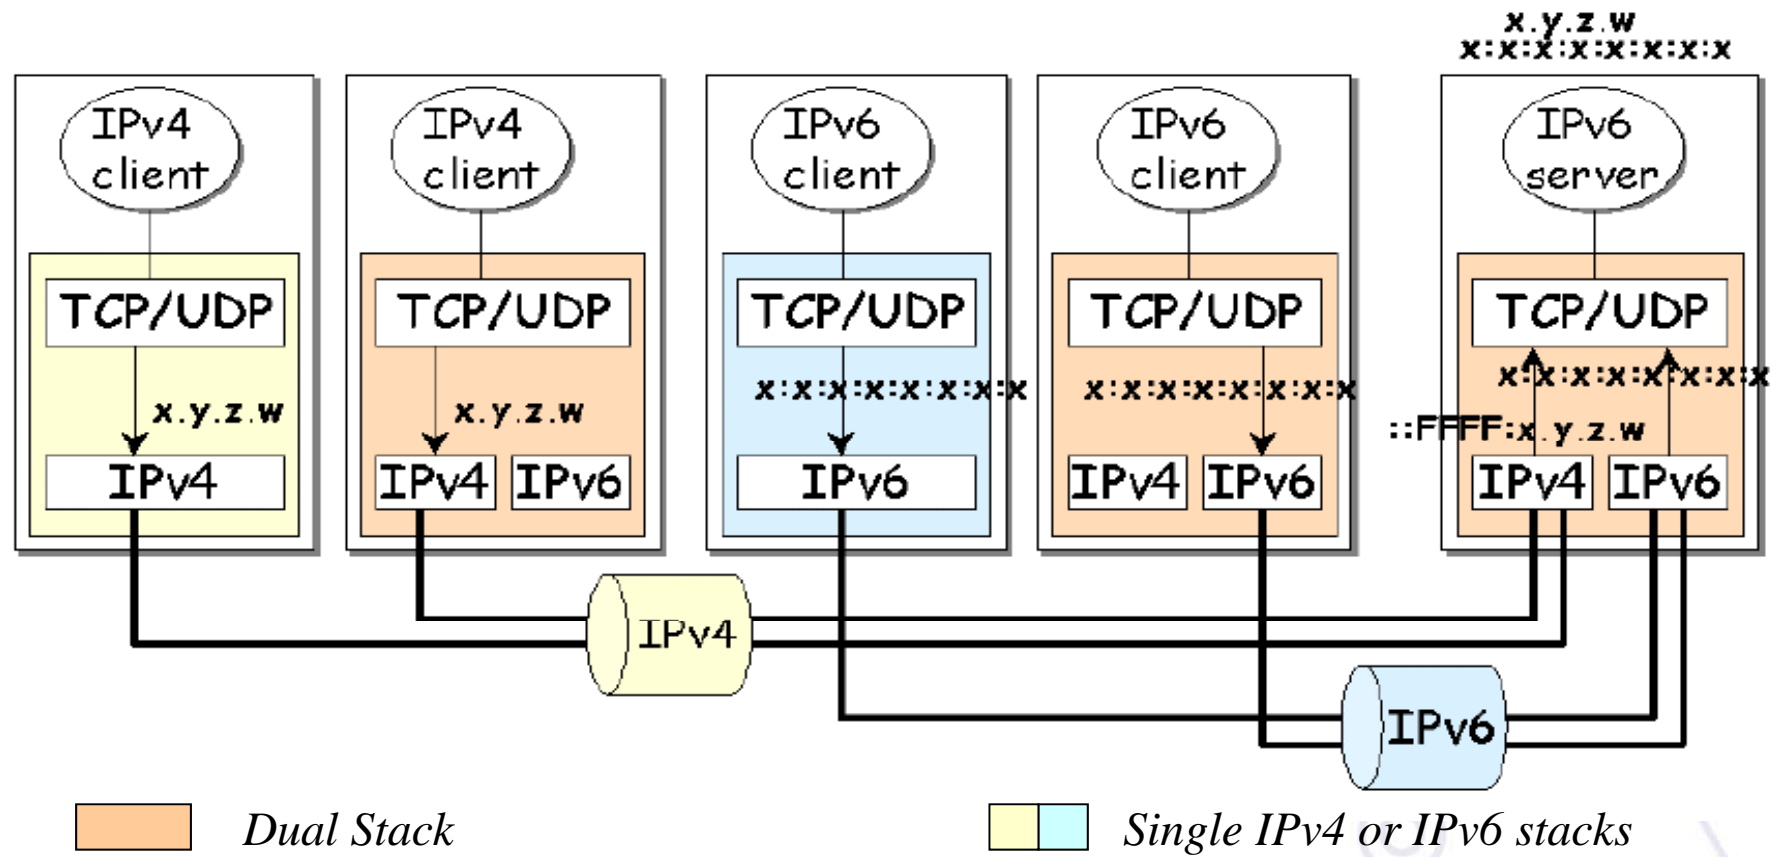 x.y.z.w
x:x:x:x:x:x:x:x
IPv4
client
IPv4
client
IPv6
client
IPv6
client
IPv6
server
TCP/UDP
TCP/UDP
TCP/UDP
TCP/UDP
TCP/UDP
x.y.z.w
x.y.z.w
x:x:x:x:x:x:x:x
x:x:x:x:x:x:x:x
x:x:x:x:x:x:x:x
::FFFF:x.y.z.w
IPv4
IPv4
IPv6
IPv6
IPv4
IPv6
IPv4
IPv6
IPv4
IPv6
Dual Stack
Single IPv4 or IPv6 stacks